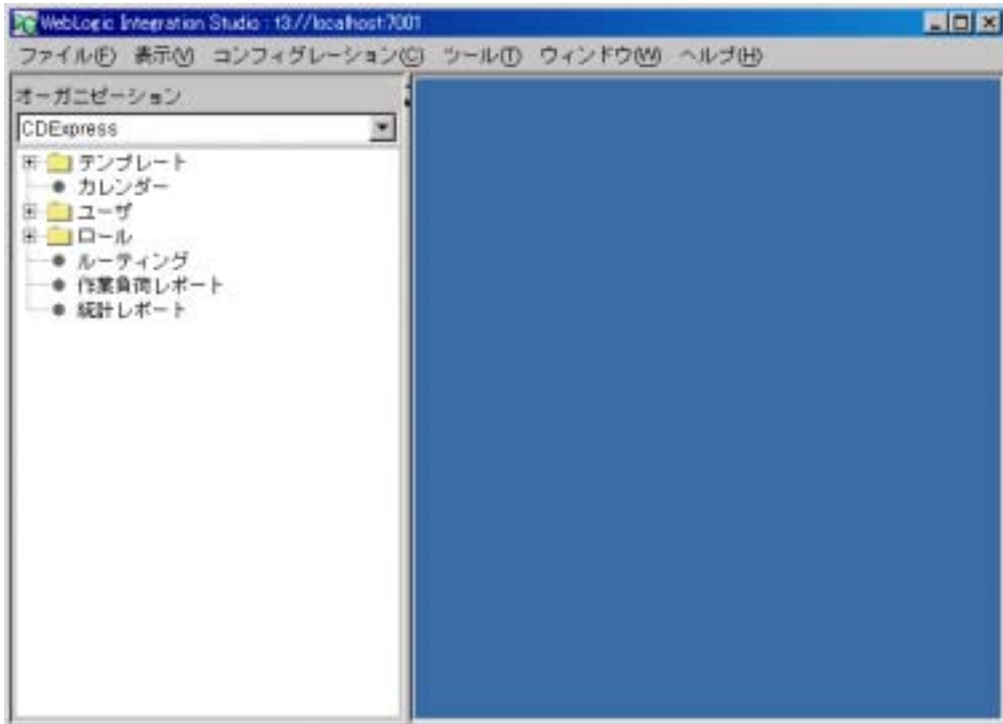 WebLogic Integration Studio : t3://localhost:7001
ファイル(F) 表示(V) コンフィグレーション(C) ツール(T) ウィンドウ(W) ヘルプ(H)
オーガニゼーション
CDExpress
テンプレート
カレンダー
ユーザ
ロール
ルーティング
作業負荷レポート
統計レポート